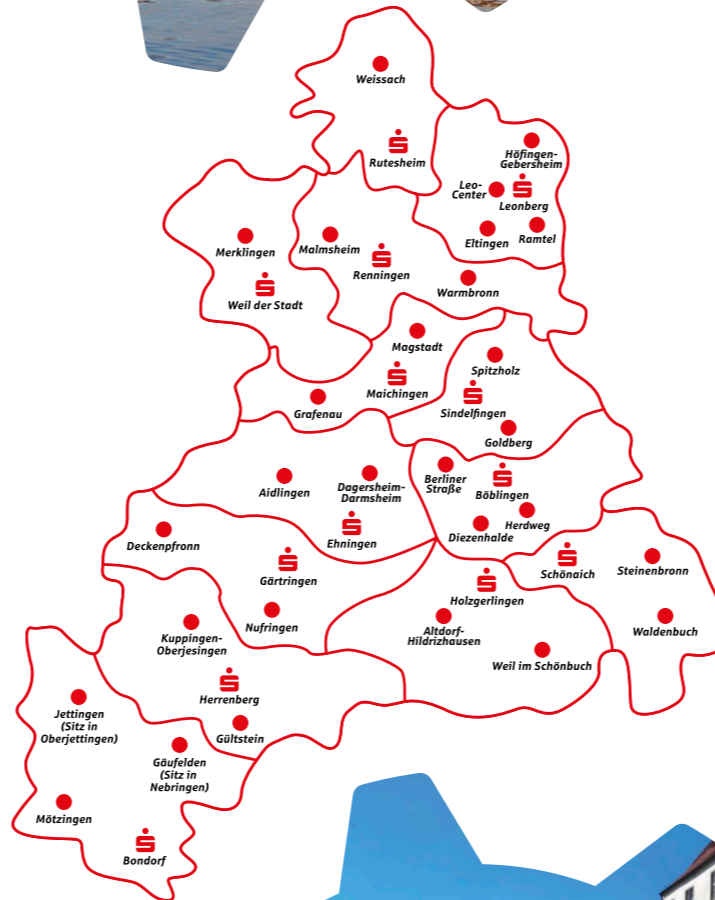 Weissach
Rutesheim
Höfingen-
Gebersheim
Leo-
Center
Leonberg
Eltingen
Ramtel
Merklingen
Malmsheim
Renningen
Weil der Stadt
Warmbronn
Magstadt
Spitzholz
Maichingen
Grafenau
Sindelfingen
Goldberg
Aidlingen
Dagersheim-
Darmsheim
Berliner
Straße
Böblingen
Herdweg
Diezenhalde
Ehningen
Deckenpfronn
Gärtringen
Schönaich
Steinenbronn
Holzgerlingen
Nufringen
Altdorf-
Hildrizhausen
Waldenbuch
Kuppingen-
Oberjesingen
Weil im Schönbuch
Herrenberg
Jettingen
(Sitz in
Oberjettingen)
Gültstein
Gäufelden
(Sitz in
Nebringen)
Mötzingen
Bondorf